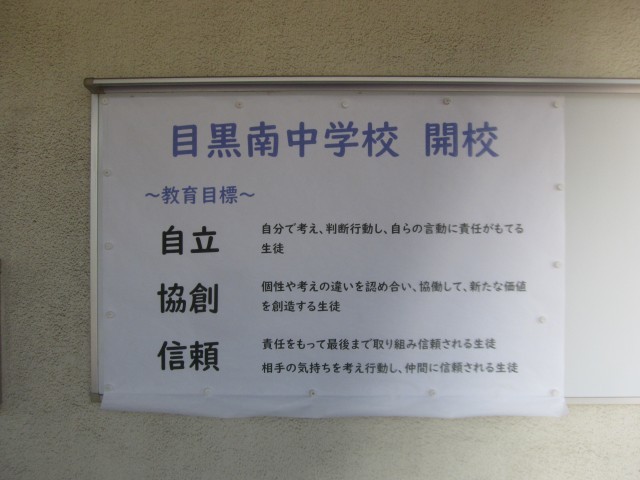 目黒南中学校 開校
～教育目標～
自立
自分で考え、判断行動し、自らの言動に責任がもてる
生徒
協創
個性や考えの違いを認め合い、協働して、新たな価値
を創造する生徒
信頼
責任をもって最後まで取り組み信頼される生徒
相手の気持ちを考え行動し、仲間に信頼される生徒